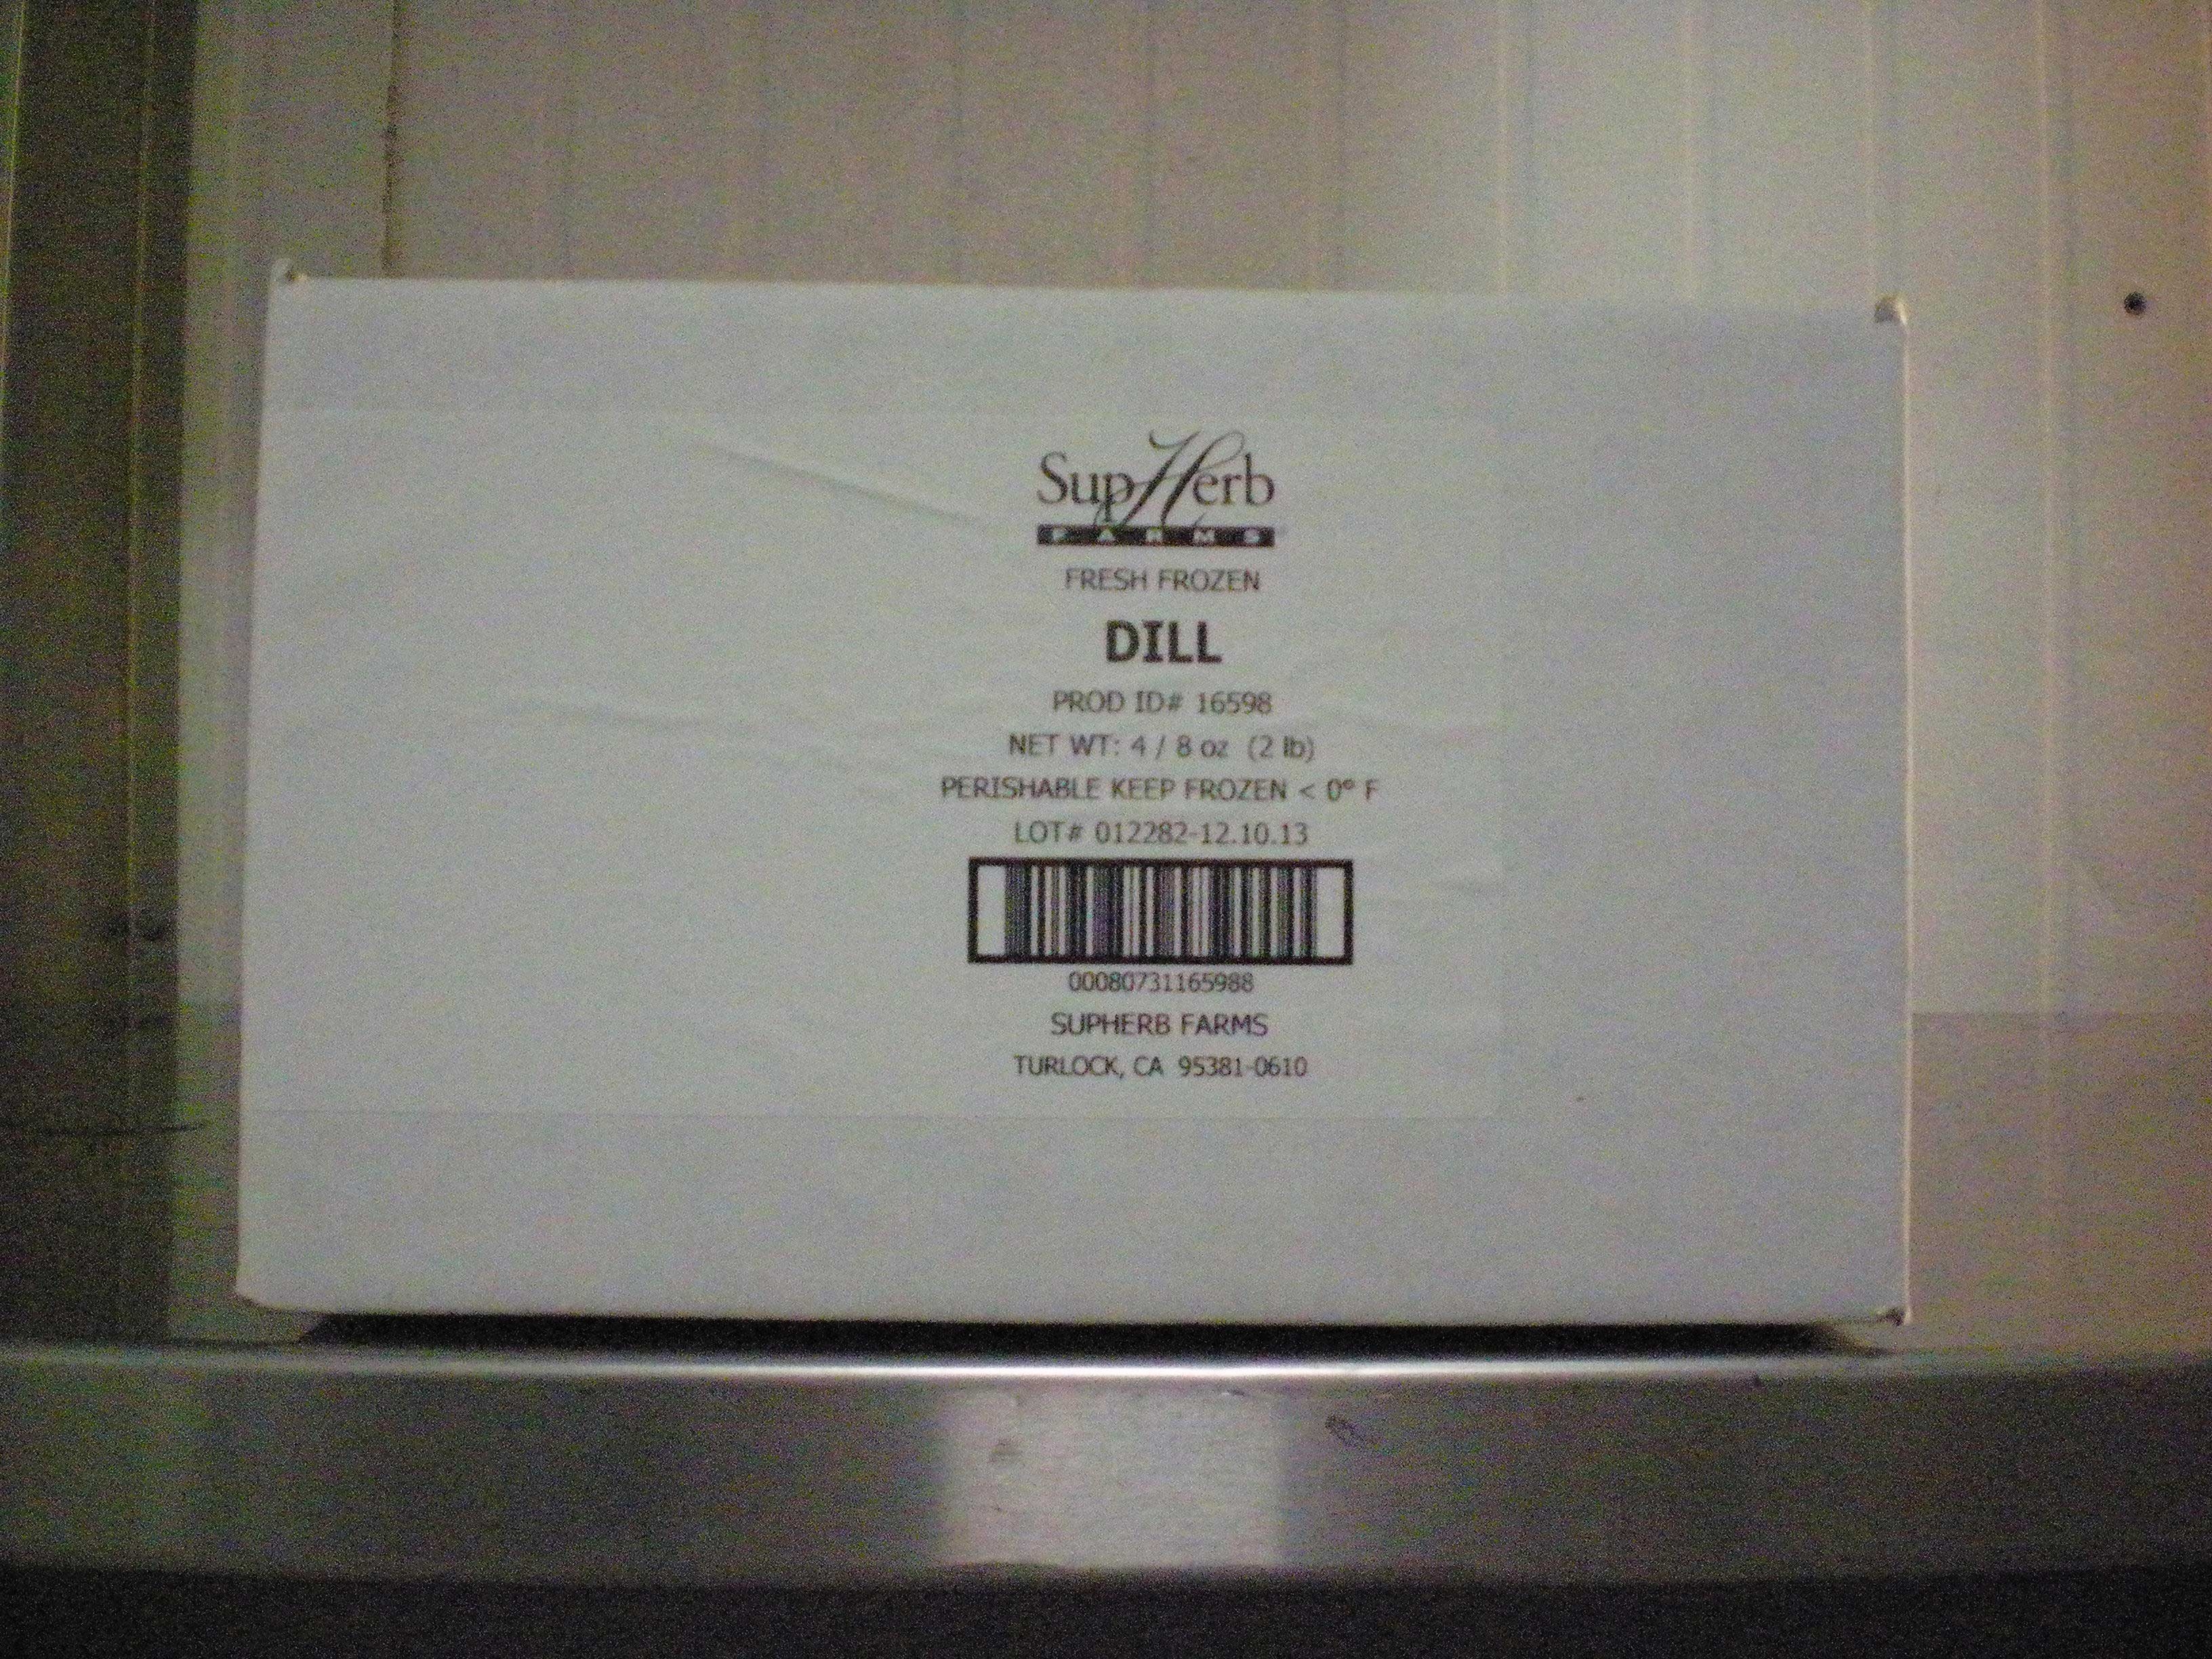 SupHerb
FARMS
FRESH FROZEN
DILL
PROD ID# 16598
NET WT: 4 / 8 oz (2 lb)
PERISHABLE KEEP FROZEN < 0° F
LOT# 012282-12.10.13
00080731165988
SUPHERB FARMS
TURLOCK, CA 95381-0610